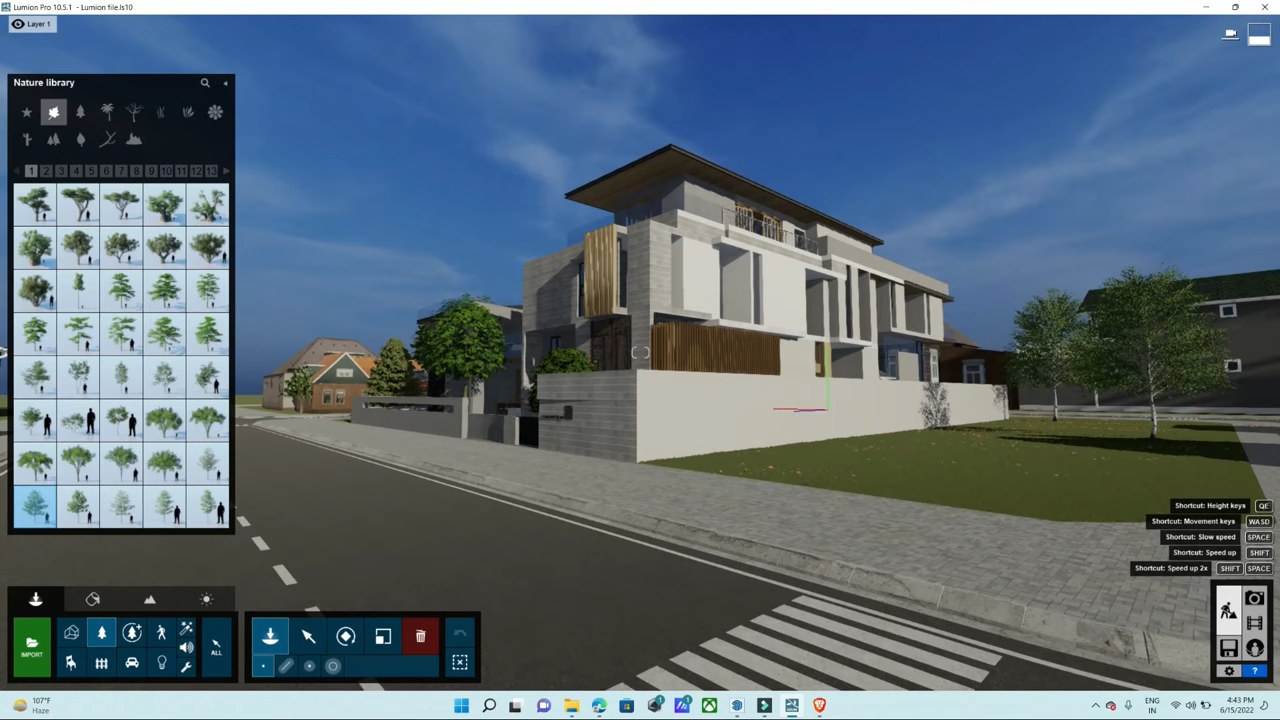 Lumion Pro 10.5.1 - Lumion file.ls10
Layer 1
Nature library
1 2 3 4 5 6 7 8 9 10 11 12 13
Shortcut: Height keys QE
Shortcut: Movement keys WASD
Shortcut: Slow speed SPACE
Shortcut: Speed up SHIFT
Shortcut: Speed up 2x SHIFT SPACE
IMPORT
ALL
?
107°F
Haze
ENG
IN
4:43 PM
6/15/2022